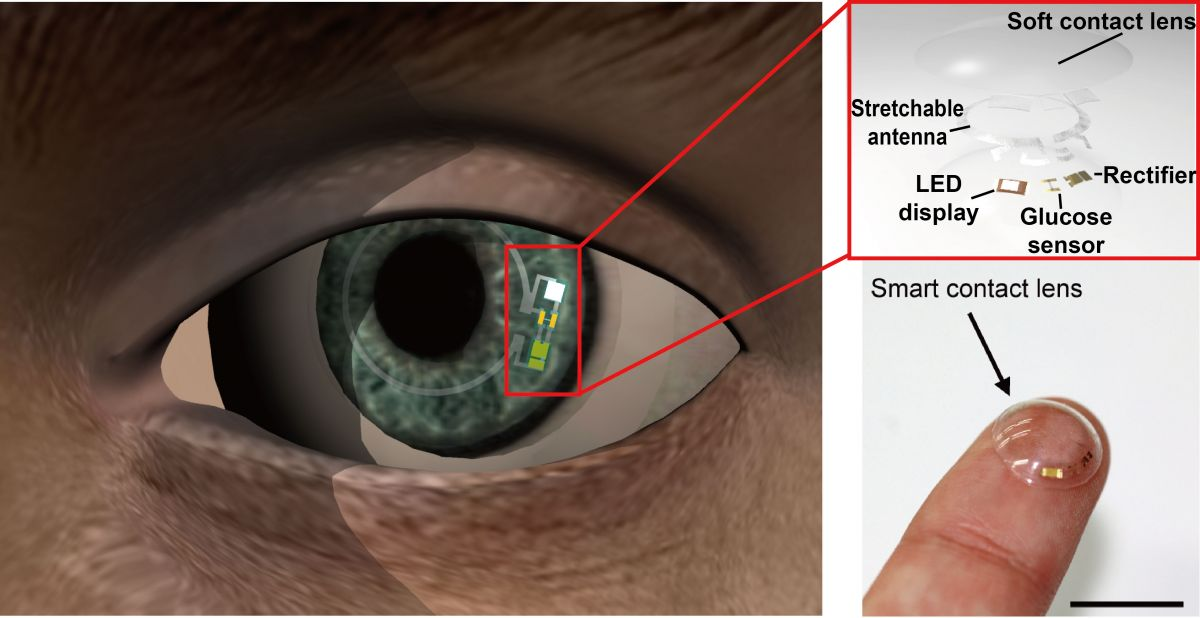 Soft contact lens
Stretchable
antenna
LED
display
Rectifier
Glucose
sensor
Smart contact lens